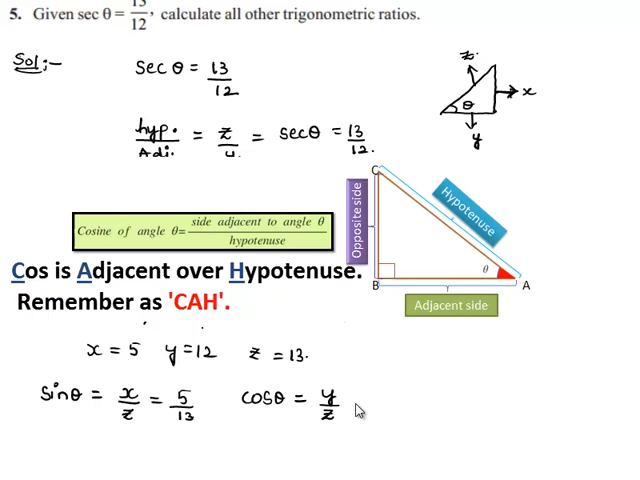 5. Given sec θ = 13/12, calculate all other trigonometric ratios.
Sol:-
sec θ = 13/12
z
θ
x
y
hyp./Adj. = z/y = secθ = 13/12.
Cosine of angle θ= side adjacent to angle θ/hypotenuse
Cos is Adjacent over Hypotenuse.
Remember as 'CAH'.
C
Opposite side
Hypotenuse
θ
B
A
Adjacent side
x = 5 y = 12 z = 13.
sinθ = x/z = 5/13 cosθ = y/z